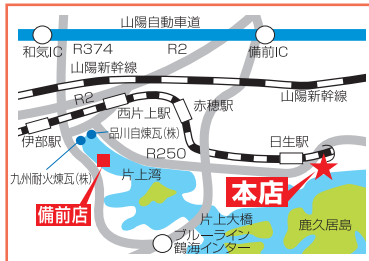 山陽自動車道
和気IC
R374
R2
備前IC
山陽新幹線
山陽新幹線
R2
西片上駅
赤穂駅
伊部駅
品川白煉瓦(株)
日生駅
R250
九州耐火煉瓦(株)
片上湾
本店
備前店
片上大橋
鹿久居島
ブルーライン
鶴海インター